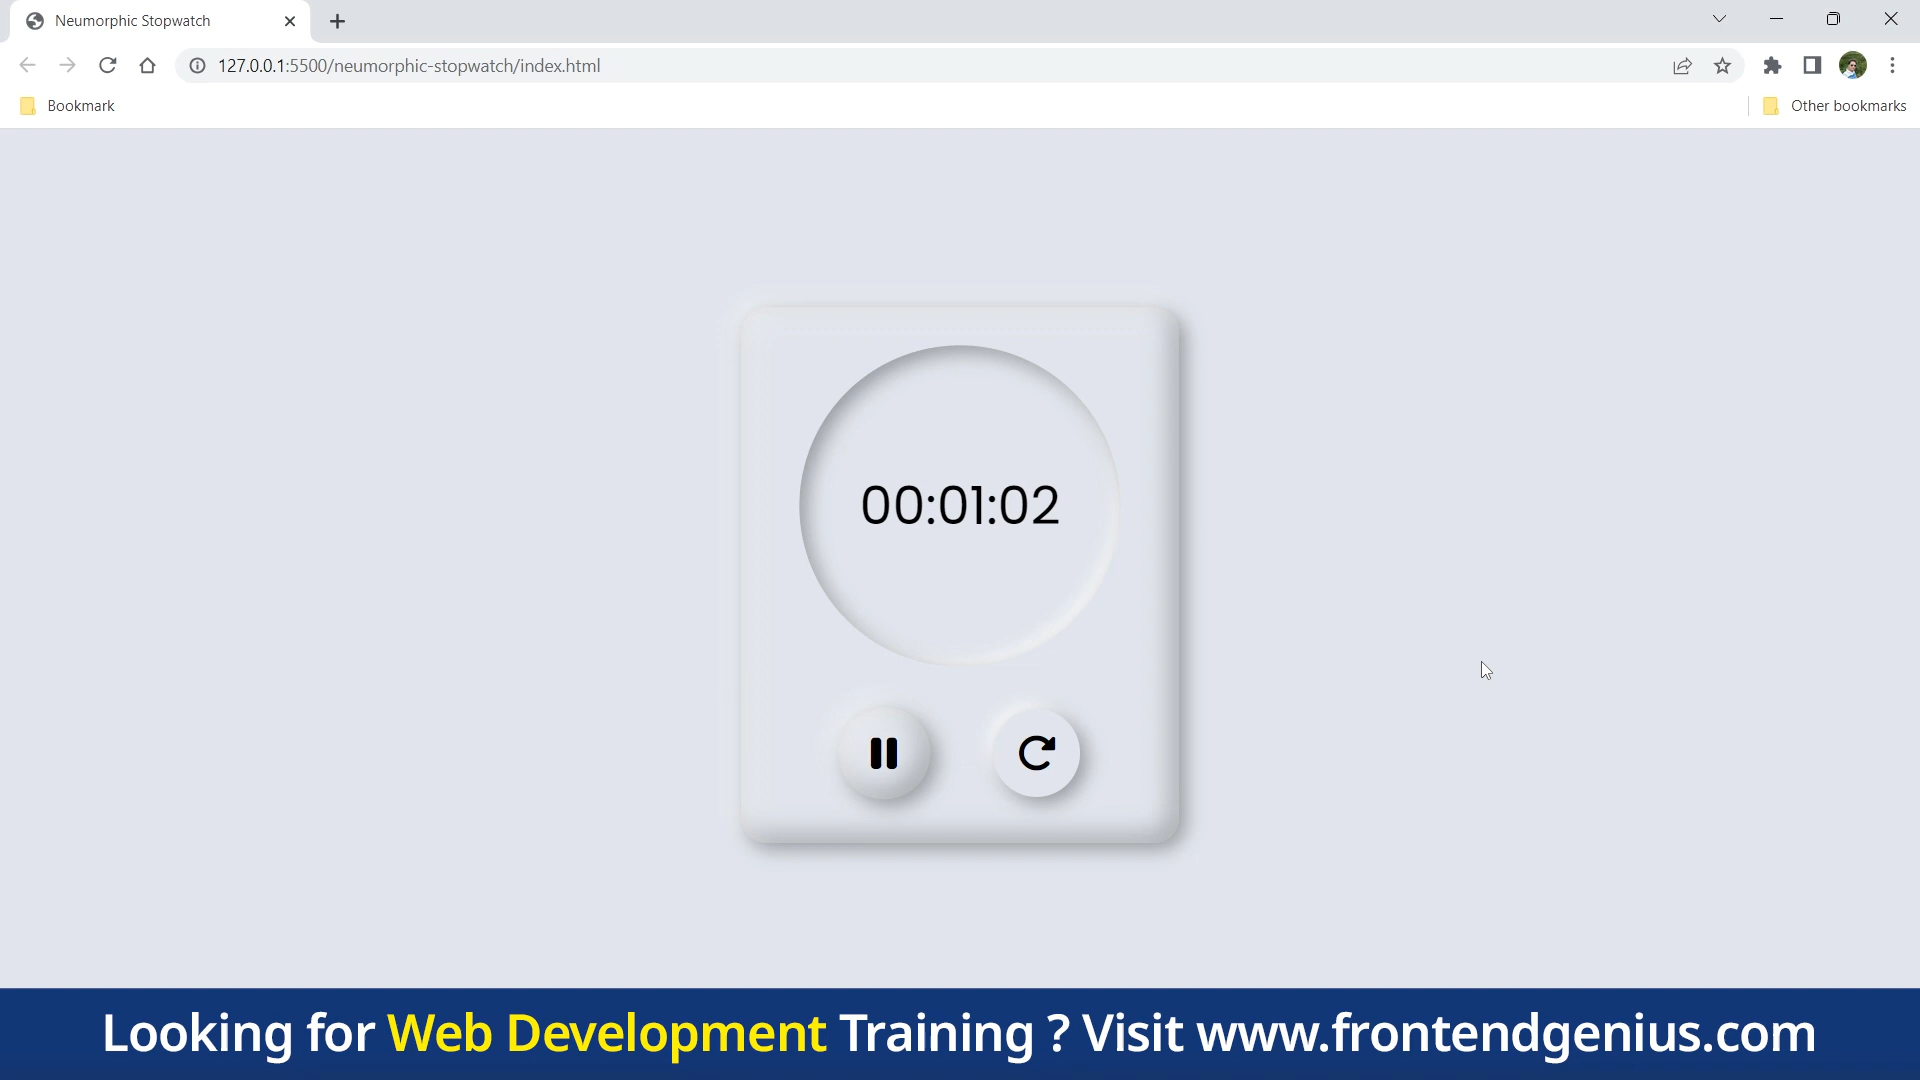 Neumorphic Stopwatch
127.0.0.1:5500/neumorphic-stopwatch/index.html
Bookmark
Other bookmarks
00:01:02
Looking for Web Development Training ? Visit www.frontendgenius.com